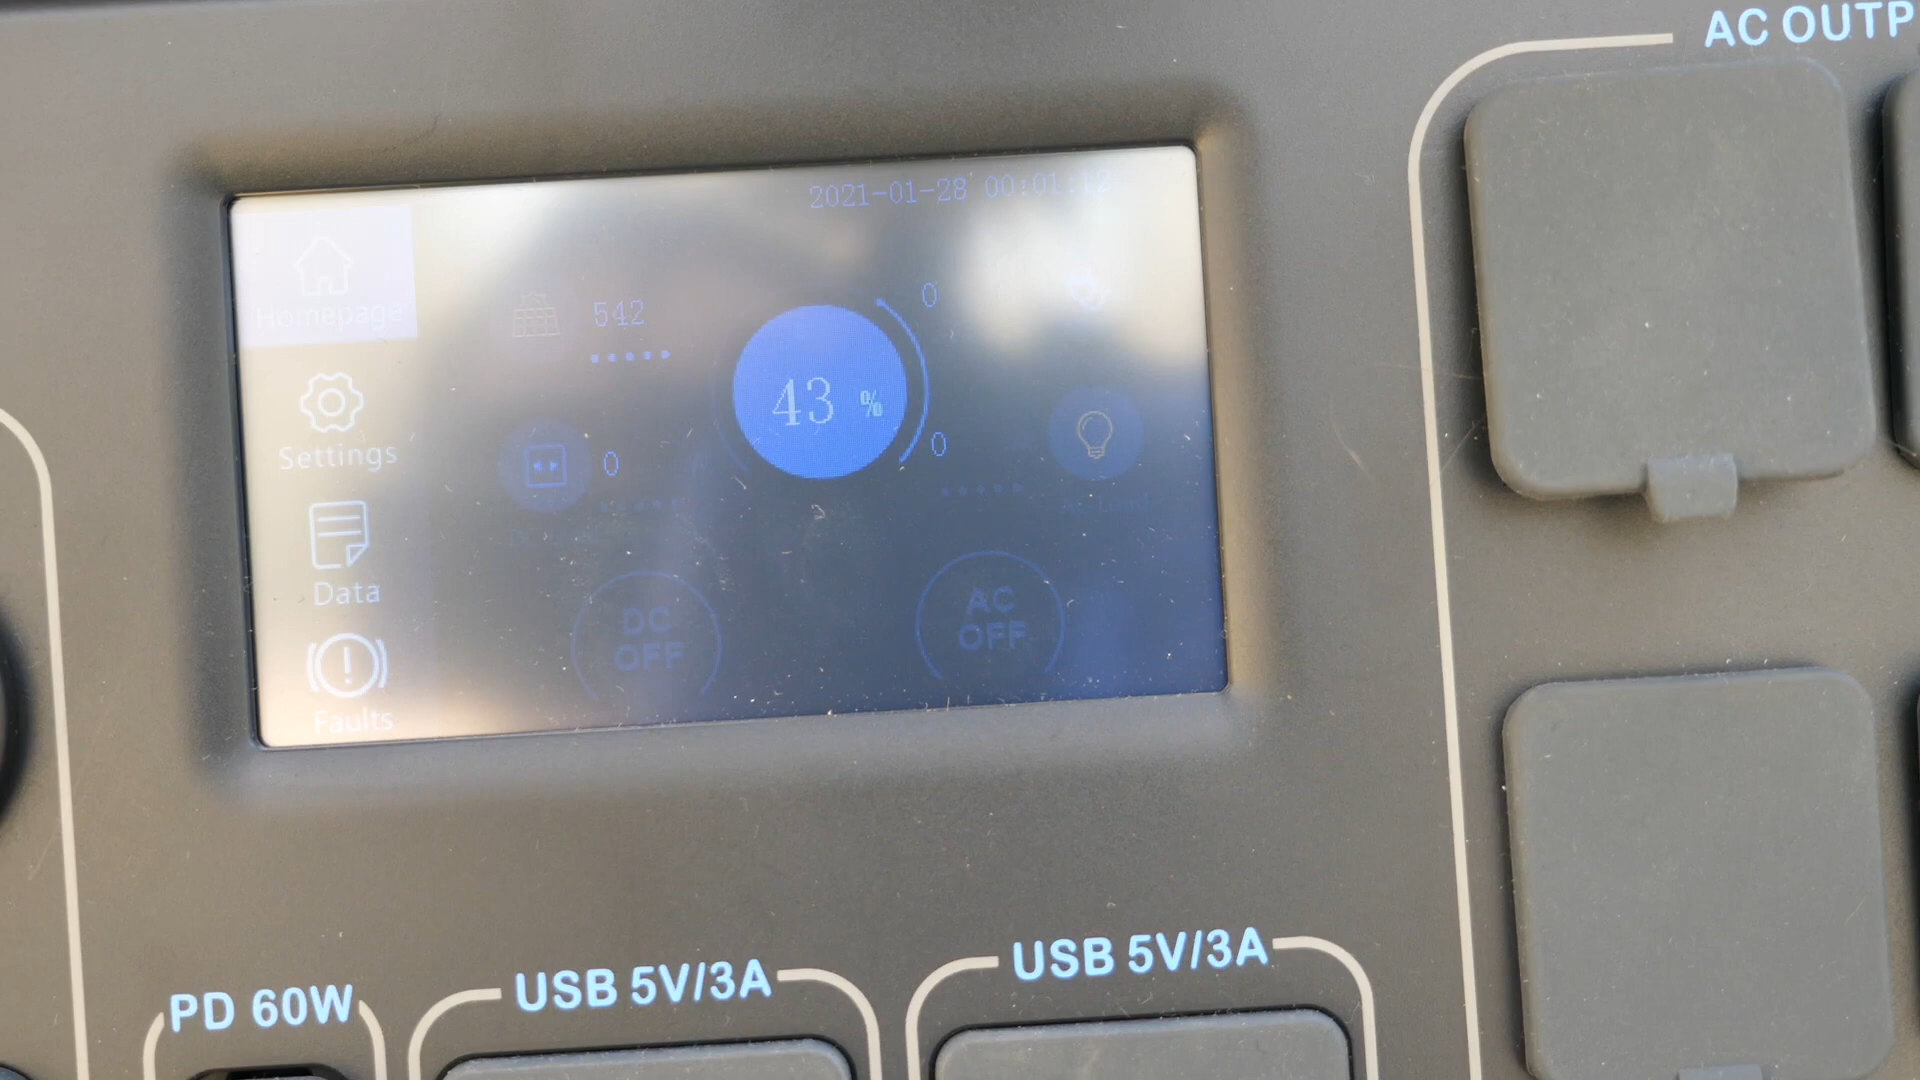 AC OUTP
2021-01-28 00:01:12
Homepage
542
0
43 %
Settings
0
0
Data
DC
OFF
AC
OFF
Faults
PD 60W
USB 5V/3A
USB 5V/3A